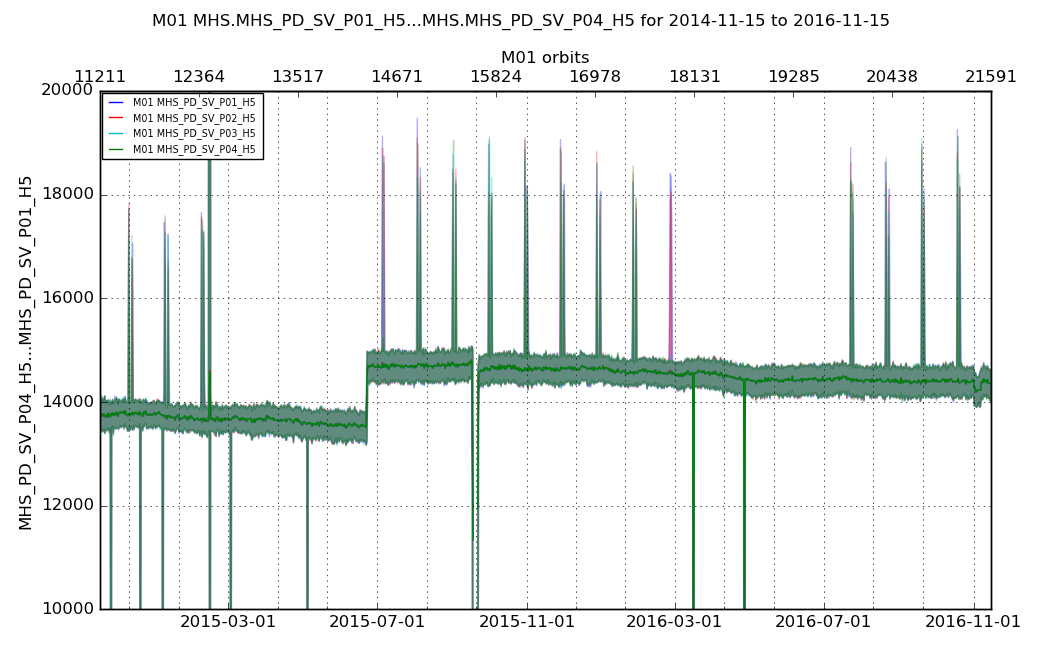 M01 MHS.MHS_PD_SV_P01_H5...MHS.MHS_PD_SV_P04_H5 for 2014-11-15 to 2016-11-15
M01 orbits
11211 12364 13517 14671 15824 16978 18131 19285 20438 21591
20000
18000
16000
14000
12000
10000
MHS_PD_SV_P04_H5...MHS_PD_SV_P01_H5
M01 MHS_PD_SV_P01_H5
M01 MHS_PD_SV_P02_H5
M01 MHS_PD_SV_P03_H5
M01 MHS_PD_SV_P04_H5
2015-03-01 2015-07-01 2015-11-01 2016-03-01 2016-07-01 2016-11-01